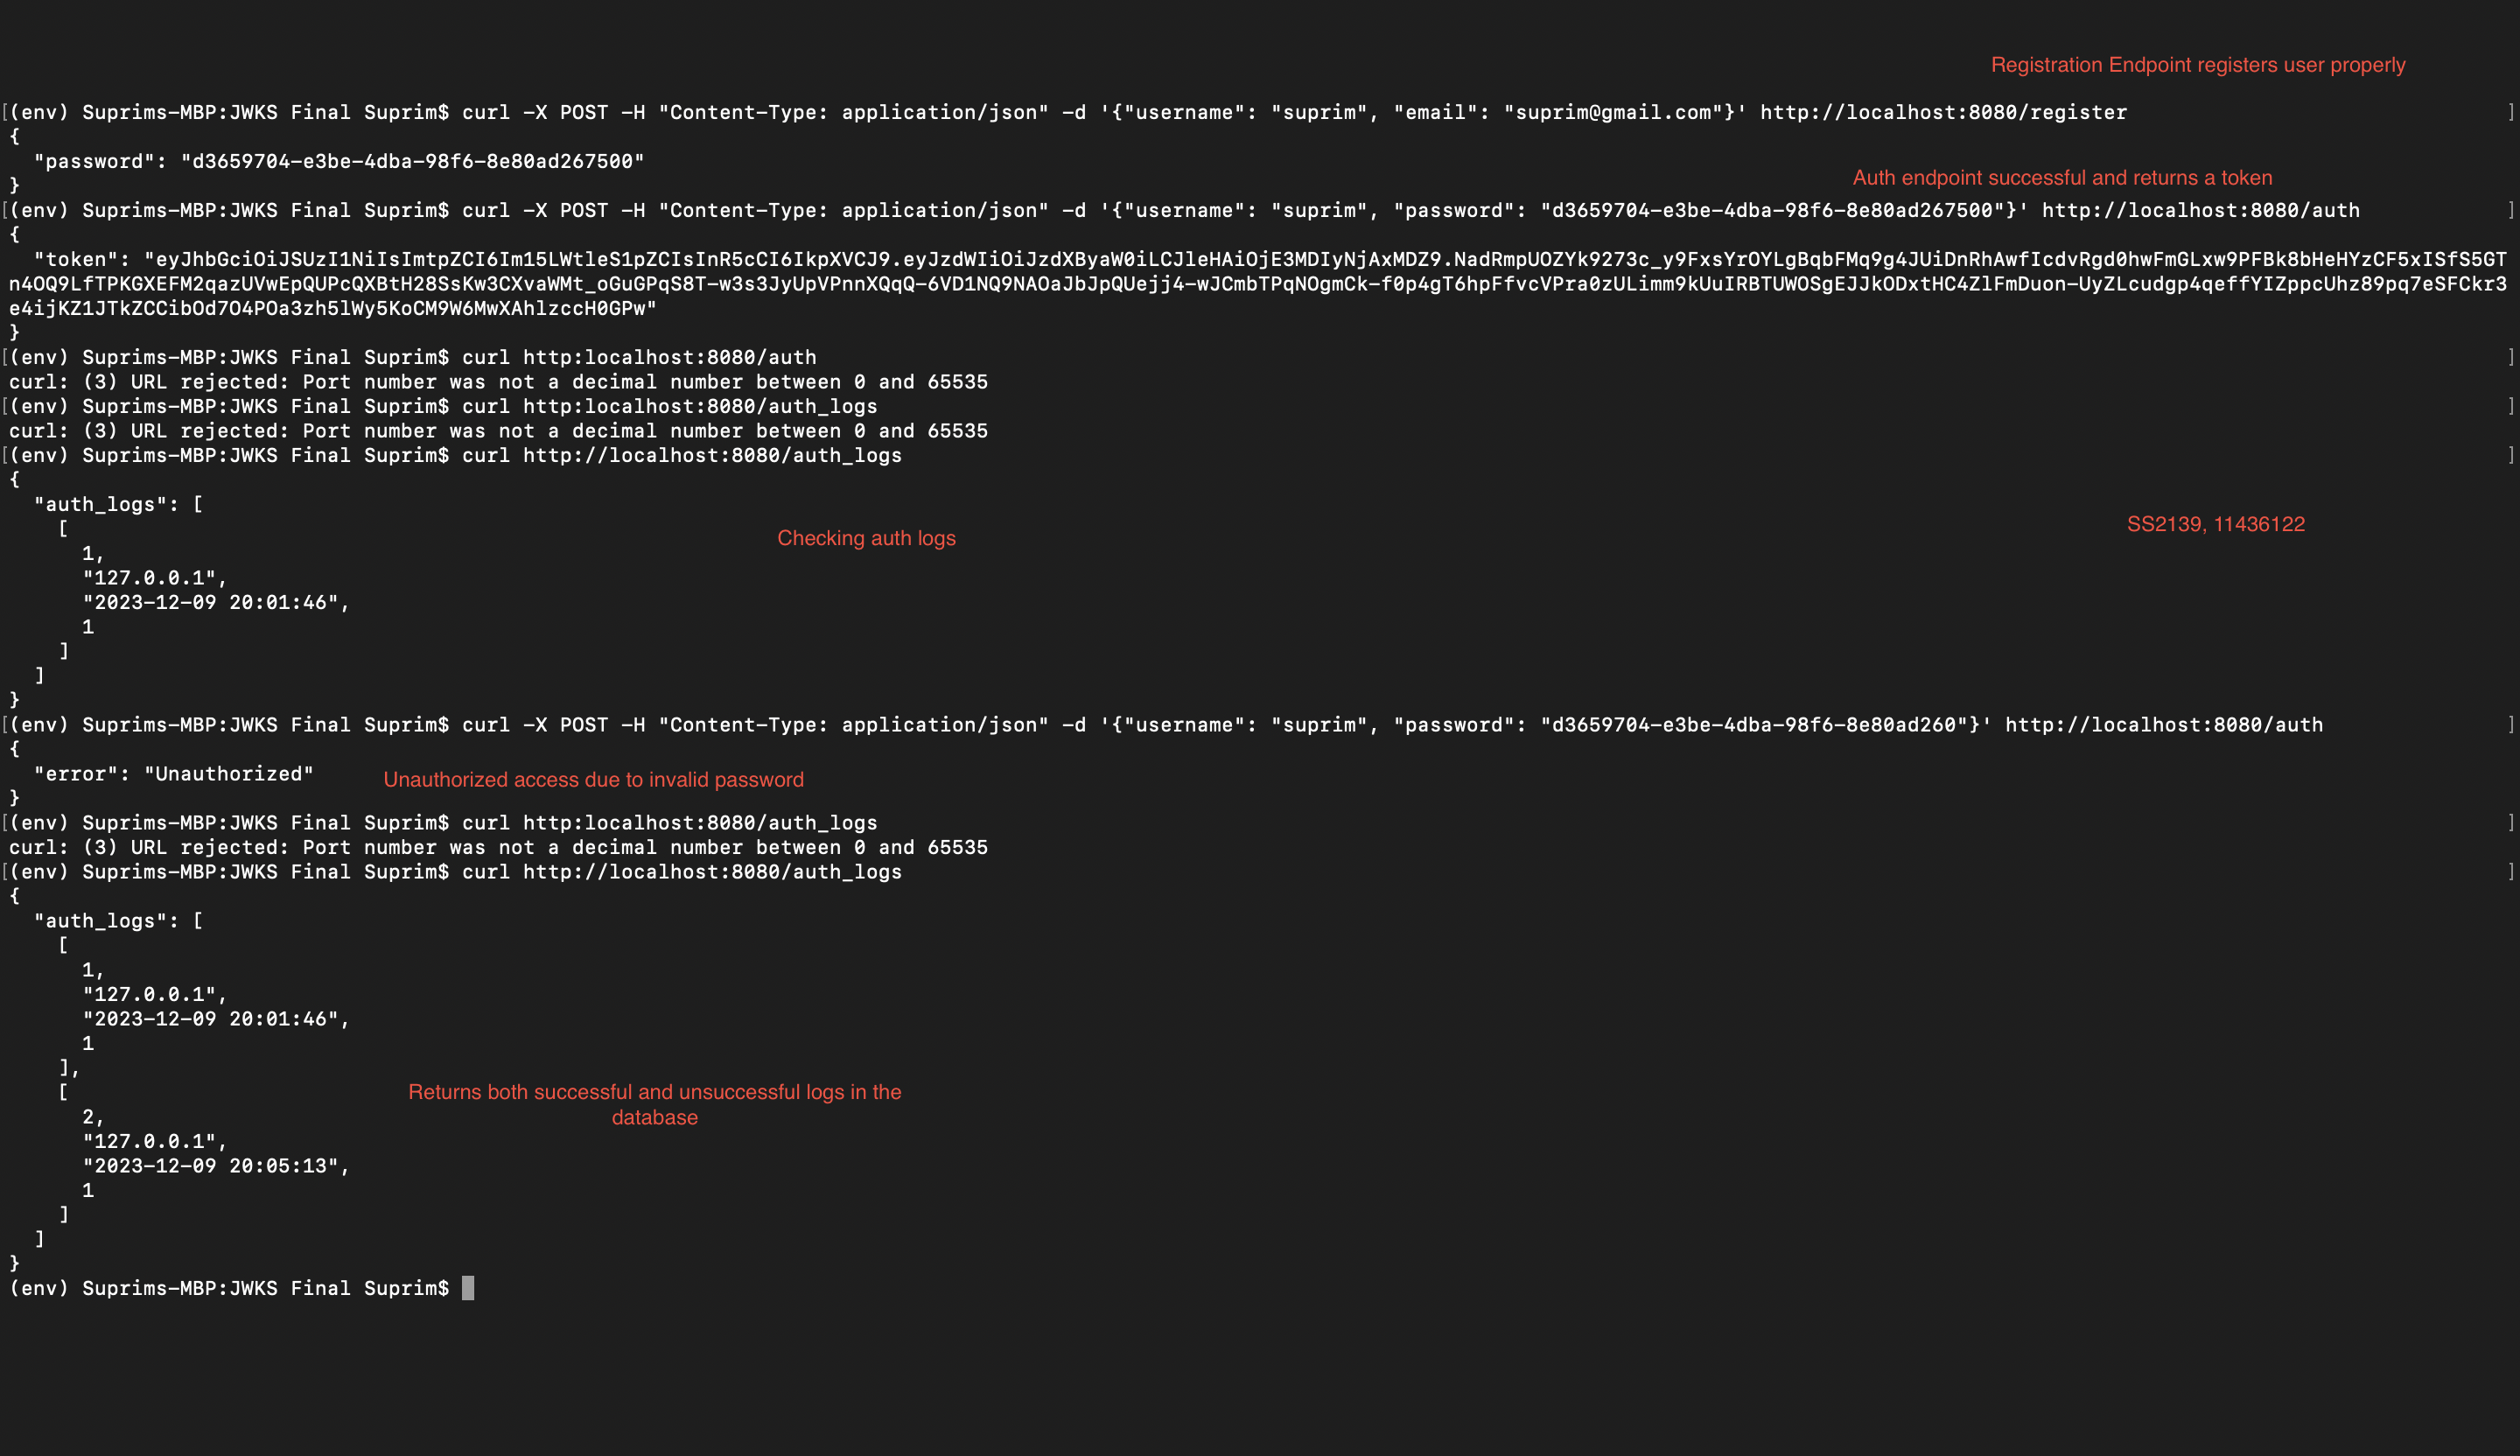 Registration Endpoint registers user properly
[(env) Suprims-MBP:JWKS Final Suprim$ curl -X POST -H "Content-Type: application/json" -d '{"username": "suprim", "email": "suprim@gmail.com"}' http://localhost:8080/register ]
{
"password": "d3659704-e3be-4dba-98f6-8e80ad267500"
}
Auth endpoint successful and returns a token
[(env) Suprims-MBP:JWKS Final Suprim$ curl -X POST -H "Content-Type: application/json" -d '{"username": "suprim", "password": "d3659704-e3be-4dba-98f6-8e80ad267500"}' http://localhost:8080/auth ]
{
"token": "eyJhbGciOiJSUzI1NiIsImtpZCI6Im15LWtleS1pZCIsInR5cCI6IkpXVCJ9.eyJzdWIiOiJzdXByaW0iLCJleHAiOjE3MDIyNjAxMDZ9.NadRmpUOZYk9273c_y9FxsYrOYLgBqbFMq9g4JUiDnRhAwfIcdvRgd0hwFmGLxw9PFBk8bHeHYzCF5xISfS5GT
n4OQ9LfTPKGXEFM2qazUVwEpQUPcQXBtH28SsKw3CXvaWMt_oGuGPqS8T-w3s3JyUpVPnnXQqQ-6VD1NQ9NAOaJbJpQUejj4-wJCmbTPqNOgmCk-f0p4gT6hpFfvcVPra0zULimm9kUuIRBTUWOSgEJJkODxtHC4ZlFmDuon-UyZLcudgp4qeffYIZppcUhz89pq7eSFCkr3
e4ijKZ1JTkZCCibOd7O4POa3zh5lWy5KoCM9W6MwXAhlzccH0GPw"
}
[(env) Suprims-MBP:JWKS Final Suprim$ curl http:localhost:8080/auth ]
curl: (3) URL rejected: Port number was not a decimal number between 0 and 65535
[(env) Suprims-MBP:JWKS Final Suprim$ curl http:localhost:8080/auth_logs ]
curl: (3) URL rejected: Port number was not a decimal number between 0 and 65535
[(env) Suprims-MBP:JWKS Final Suprim$ curl http://localhost:8080/auth_logs ]
{
"auth_logs": [
[
SS2139, 11436122
Checking auth logs
1,
"127.0.0.1",
"2023-12-09 20:01:46",
1
]
]
}
[(env) Suprims-MBP:JWKS Final Suprim$ curl -X POST -H "Content-Type: application/json" -d '{"username": "suprim", "password": "d3659704-e3be-4dba-98f6-8e80ad260"}' http://localhost:8080/auth ]
{
"error": "Unauthorized"
Unauthorized access due to invalid password
}
[(env) Suprims-MBP:JWKS Final Suprim$ curl http:localhost:8080/auth_logs ]
curl: (3) URL rejected: Port number was not a decimal number between 0 and 65535
[(env) Suprims-MBP:JWKS Final Suprim$ curl http://localhost:8080/auth_logs ]
{
"auth_logs": [
[
1,
"127.0.0.1",
"2023-12-09 20:01:46",
1
],
[
Returns both successful and unsuccessful logs in the
database
2,
"127.0.0.1",
"2023-12-09 20:05:13",
1
]
]
}
(env) Suprims-MBP:JWKS Final Suprim$